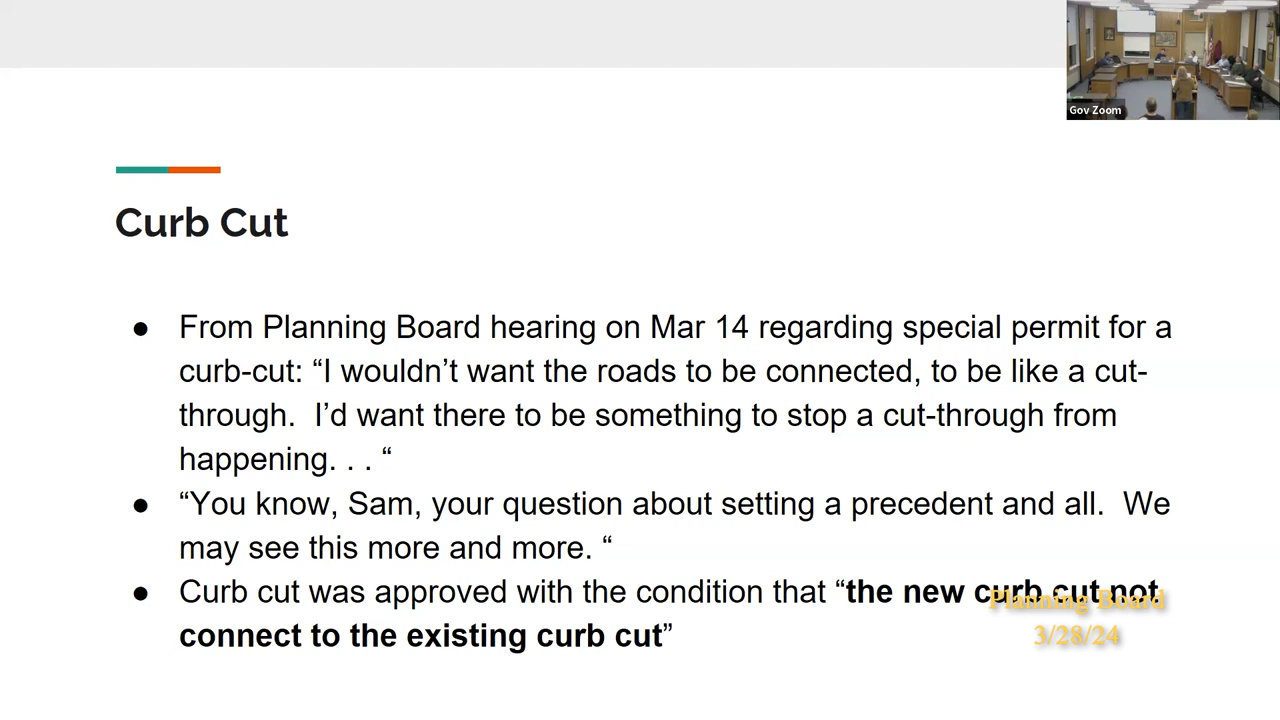 Gov Zoom
Curb Cut
● From Planning Board hearing on Mar 14 regarding special permit for a
curb-cut: “I wouldn’t want the roads to be connected, to be like a cut-
through.  I’d want there to be something to stop a cut-through from
happening. . . “
● “You know, Sam, your question about setting a precedent and all.  We
may see this more and more. “
● Curb cut was approved with the condition that “the new curb cut not
connect to the existing curb cut”
Planning Board
3/28/24